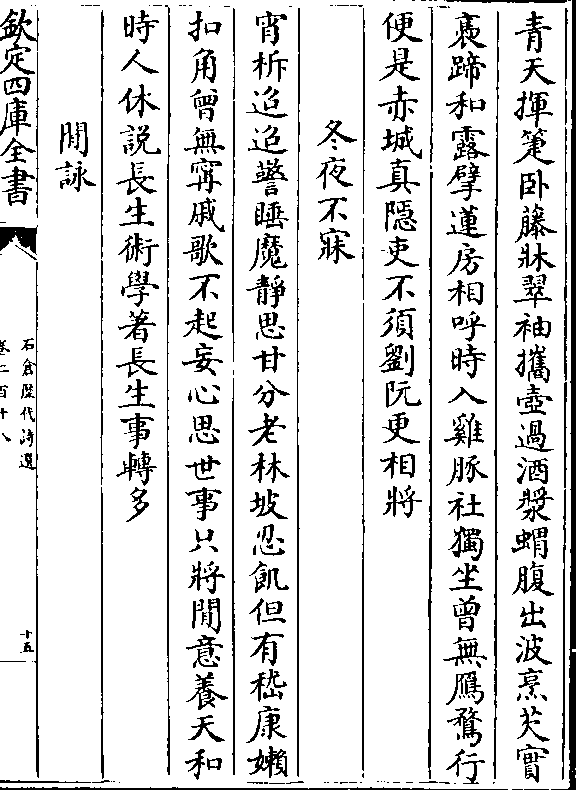 青天揮箑卧藤牀翠袖攜壺過酒漿蝟腹出波烹芡實
褭蹄和露擘蓮房相呼時入雞豚社獨坐曾無鴈鶩行
便是赤城真隱吏不須劉阮更相將
冬夜不寐
宵柝迢迢警睡魔靜思甘分老林坡忍飢但有嵇康嬾
扣角曾無甯戚歌不起妄心思世事只將閒意養天和
時人休説長生術學著長生事轉多
閒詠
欽定四庫全書
石倉歷代詩選
卷二百十八
十五